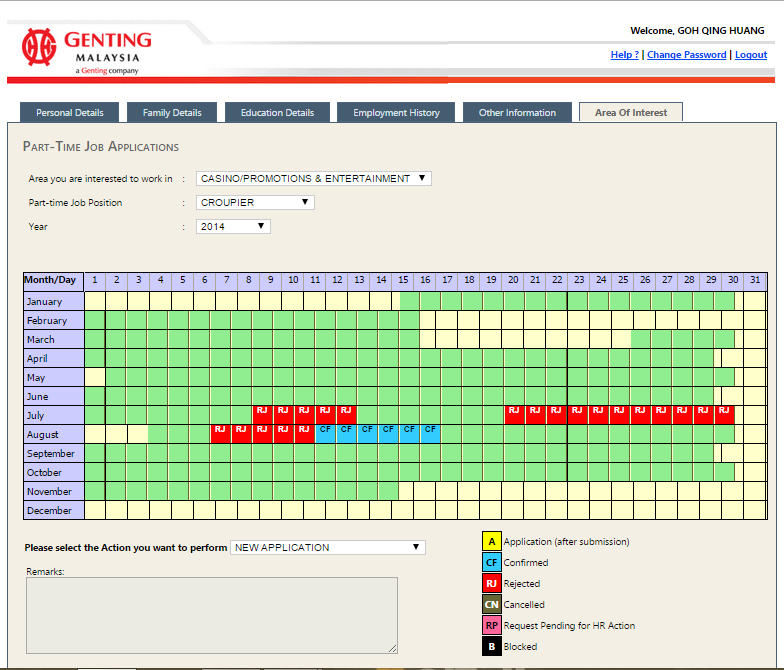 GENTING
MALAYSIA
a Genting company
Welcome, GOH QING HUANG
Help ? | Change Password | Logout
Personal Details Family Details Education Details Employment History Other Information Area Of Interest
PART-TIME JOB APPLICATIONS
Area you are interested to work in : CASINO/PROMOTIONS & ENTERTAINMENT
Part-time Job Position : CROUPIER
Year : 2014
Month/Day 1 2 3 4 5 6 7 8 9 10 11 12 13 14 15 16 17 18 19 20 21 22 23 24 25 26 27 28 29 30 31
January
February
March
April
May
June
July RJ RJ RJ RJ RJ RJ RJ RJ RJ RJ RJ RJ RJ RJ RJ RJ
August RJ RJ RJ RJ RJ CF CF CF CF CF CF
September
October
November
December
Please select the Action you want to perform NEW APPLICATION
Remarks:
A Application (after submission)
CF Confirmed
RJ Rejected
CN Cancelled
RP Request Pending for HR Action
B Blocked